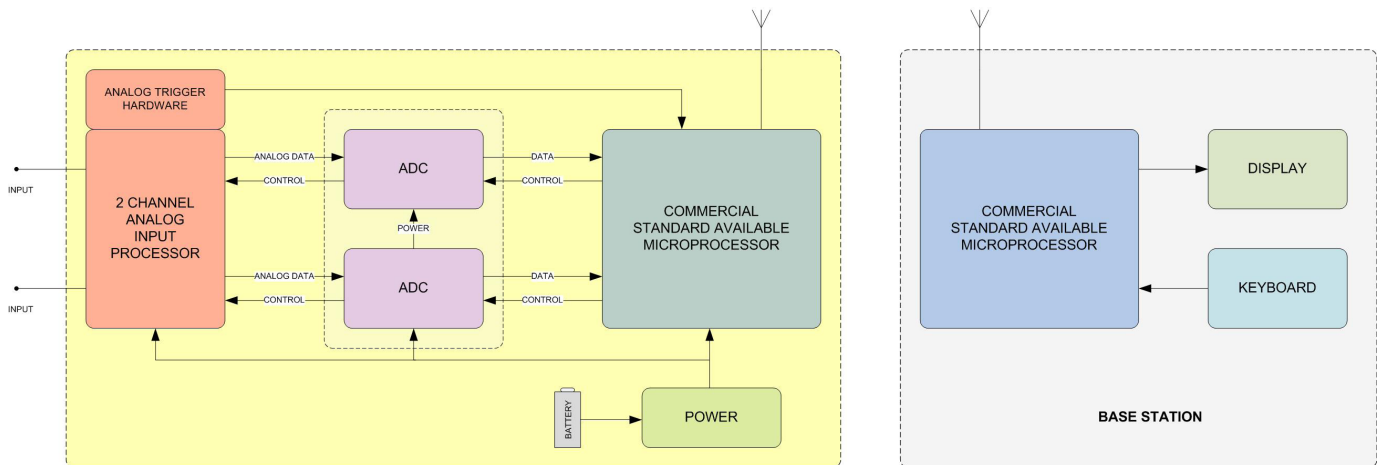 ANALOG TRIGGER
HARDWARE
INPUT
INPUT
2 CHANNEL
ANALOG
INPUT
PROCESSOR
ANALOG DATA
CONTROL
ANALOG DATA
CONTROL
ADC
POWER
ADC
DATA
CONTROL
DATA
CONTROL
COMMERCIAL
STANDARD AVAILABLE
MICROPROCESSOR
BATTERY
POWER
COMMERCIAL
STANDARD AVAILABLE
MICROPROCESSOR
DISPLAY
KEYBOARD
BASE STATION